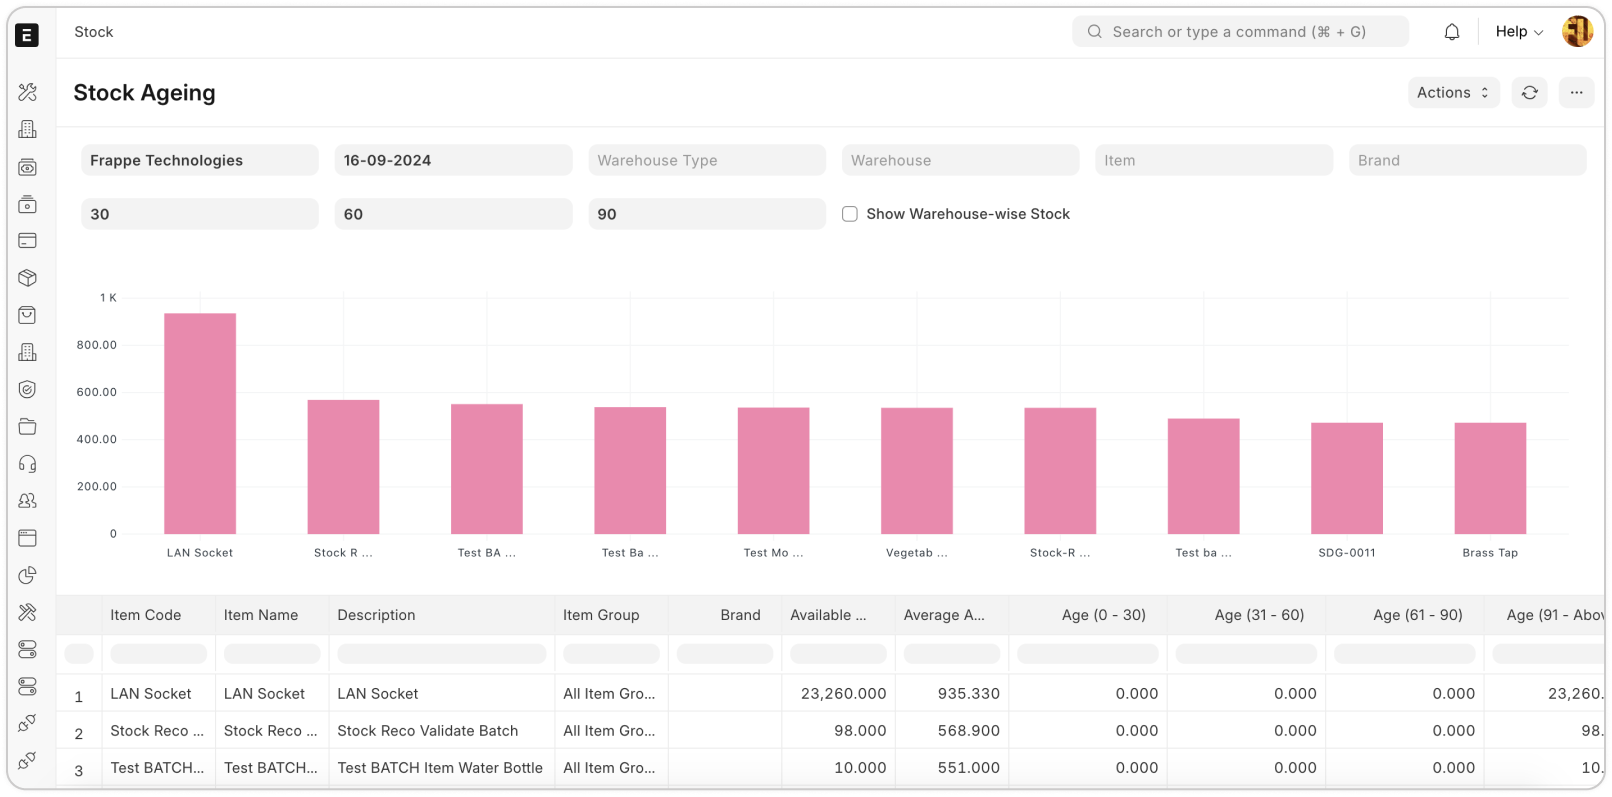 E
Stock
Search or type a command (⌘ + G)
Help
Stock Ageing
Actions
Frappe Technologies 16-09-2024 Warehouse Type Warehouse Item Brand
30 60 90 Show Warehouse-wise Stock
1 K
800.00
600.00
400.00
200.00
0
LAN Socket Stock R ... Test BA ... Test Ba ... Test Mo ... Vegetab ... Stock-R ... Test ba ... SDG-0011 Brass Tap
Item Code Item Name Description Item Group Brand Available ... Average A... Age (0 - 30) Age (31 - 60) Age (61 - 90) Age (91 - Abov
1 LAN Socket LAN Socket LAN Socket All Item Gro... 23,260.000 935.330 0.000 0.000 0.000 23,260.
2 Stock Reco ... Stock Reco ... Stock Reco Validate Batch All Item Gro... 98.000 568.900 0.000 0.000 0.000 98.
3 Test BATCH... Test BATCH... Test BATCH Item Water Bottle All Item Gro... 10.000 551.000 0.000 0.000 0.000 10.